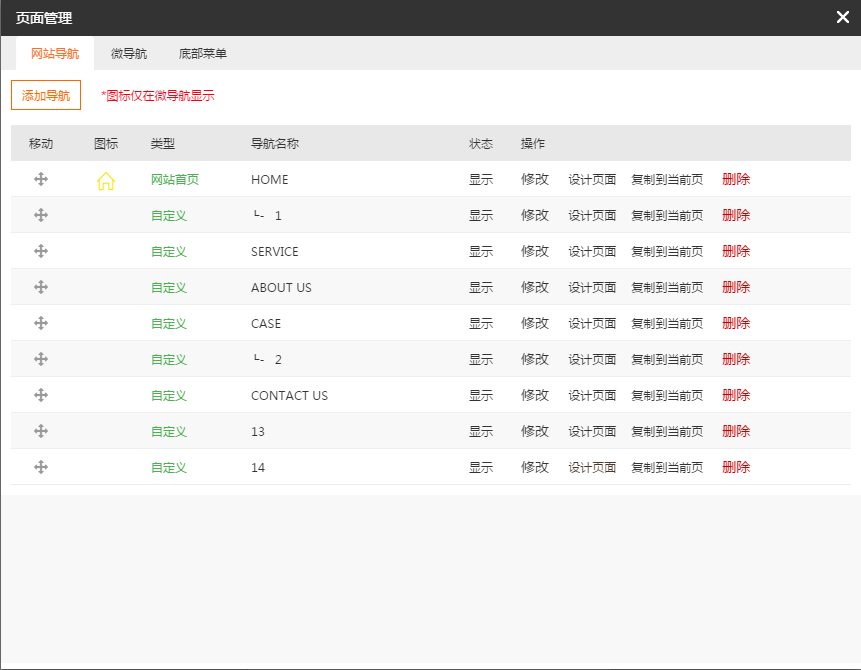 页面管理
网站导航 微导航 底部菜单
添加导航 *图标仅在微导航显示
移动 图标 类型 导航名称 状态 操作
网站首页 HOME 显示 修改 设计页面 复制到当前页 删除
自定义 ┗- 1 显示 修改 设计页面 复制到当前页 删除
自定义 SERVICE 显示 修改 设计页面 复制到当前页 删除
自定义 ABOUT US 显示 修改 设计页面 复制到当前页 删除
自定义 CASE 显示 修改 设计页面 复制到当前页 删除
自定义 ┗- 2 显示 修改 设计页面 复制到当前页 删除
自定义 CONTACT US 显示 修改 设计页面 复制到当前页 删除
自定义 13 显示 修改 设计页面 复制到当前页 删除
自定义 14 显示 修改 设计页面 复制到当前页 删除